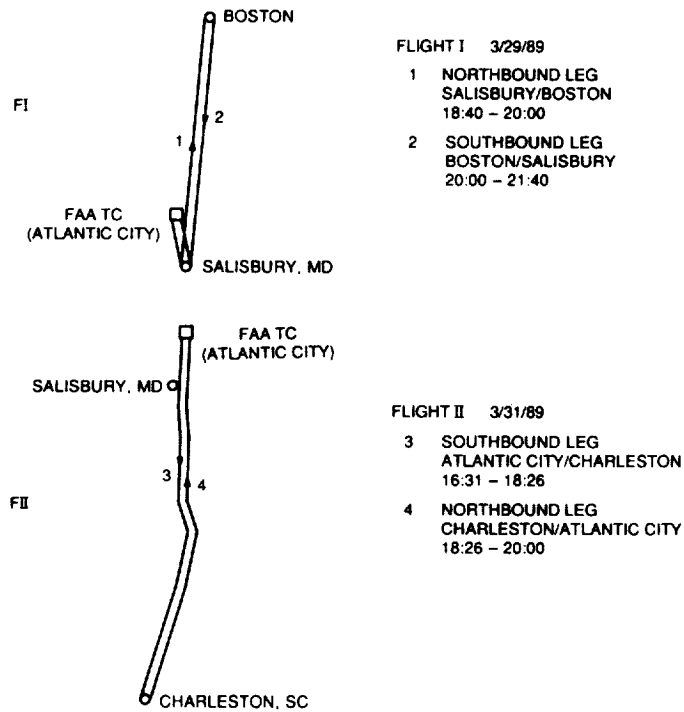 BOSTON
FLIGHT I 3/29/89
1 NORTHBOUND LEG
SALISBURY/BOSTON
18:40 – 20:00
2 SOUTHBOUND LEG
BOSTON/SALISBURY
20:00 – 21:40
FI
2
1
FAA TC
(ATLANTIC CITY)
SALISBURY, MD
FAA TC
(ATLANTIC CITY)
SALISBURY, MD
FLIGHT II 3/31/89
3 SOUTHBOUND LEG
ATLANTIC CITY/CHARLESTON
16:31 – 18:26
4 NORTHBOUND LEG
CHARLESTON/ATLANTIC CITY
18:26 – 20:00
3
4
FII
CHARLESTON, SC